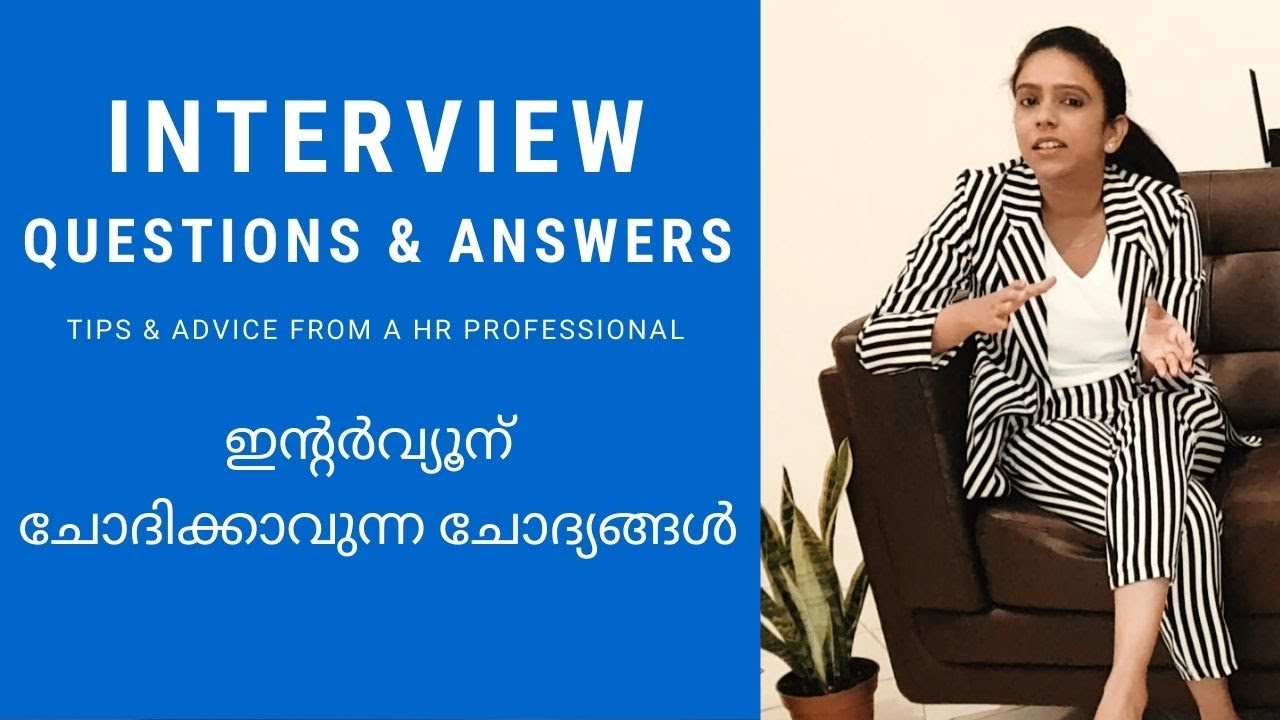 INTERVIEW
QUESTIONS & ANSWERS
TIPS & ADVICE FROM A HR PROFESSIONAL
ഇന്റർവ്യൂന്
ചോദിക്കാവുന്ന ചോദ്യങ്ങൾ